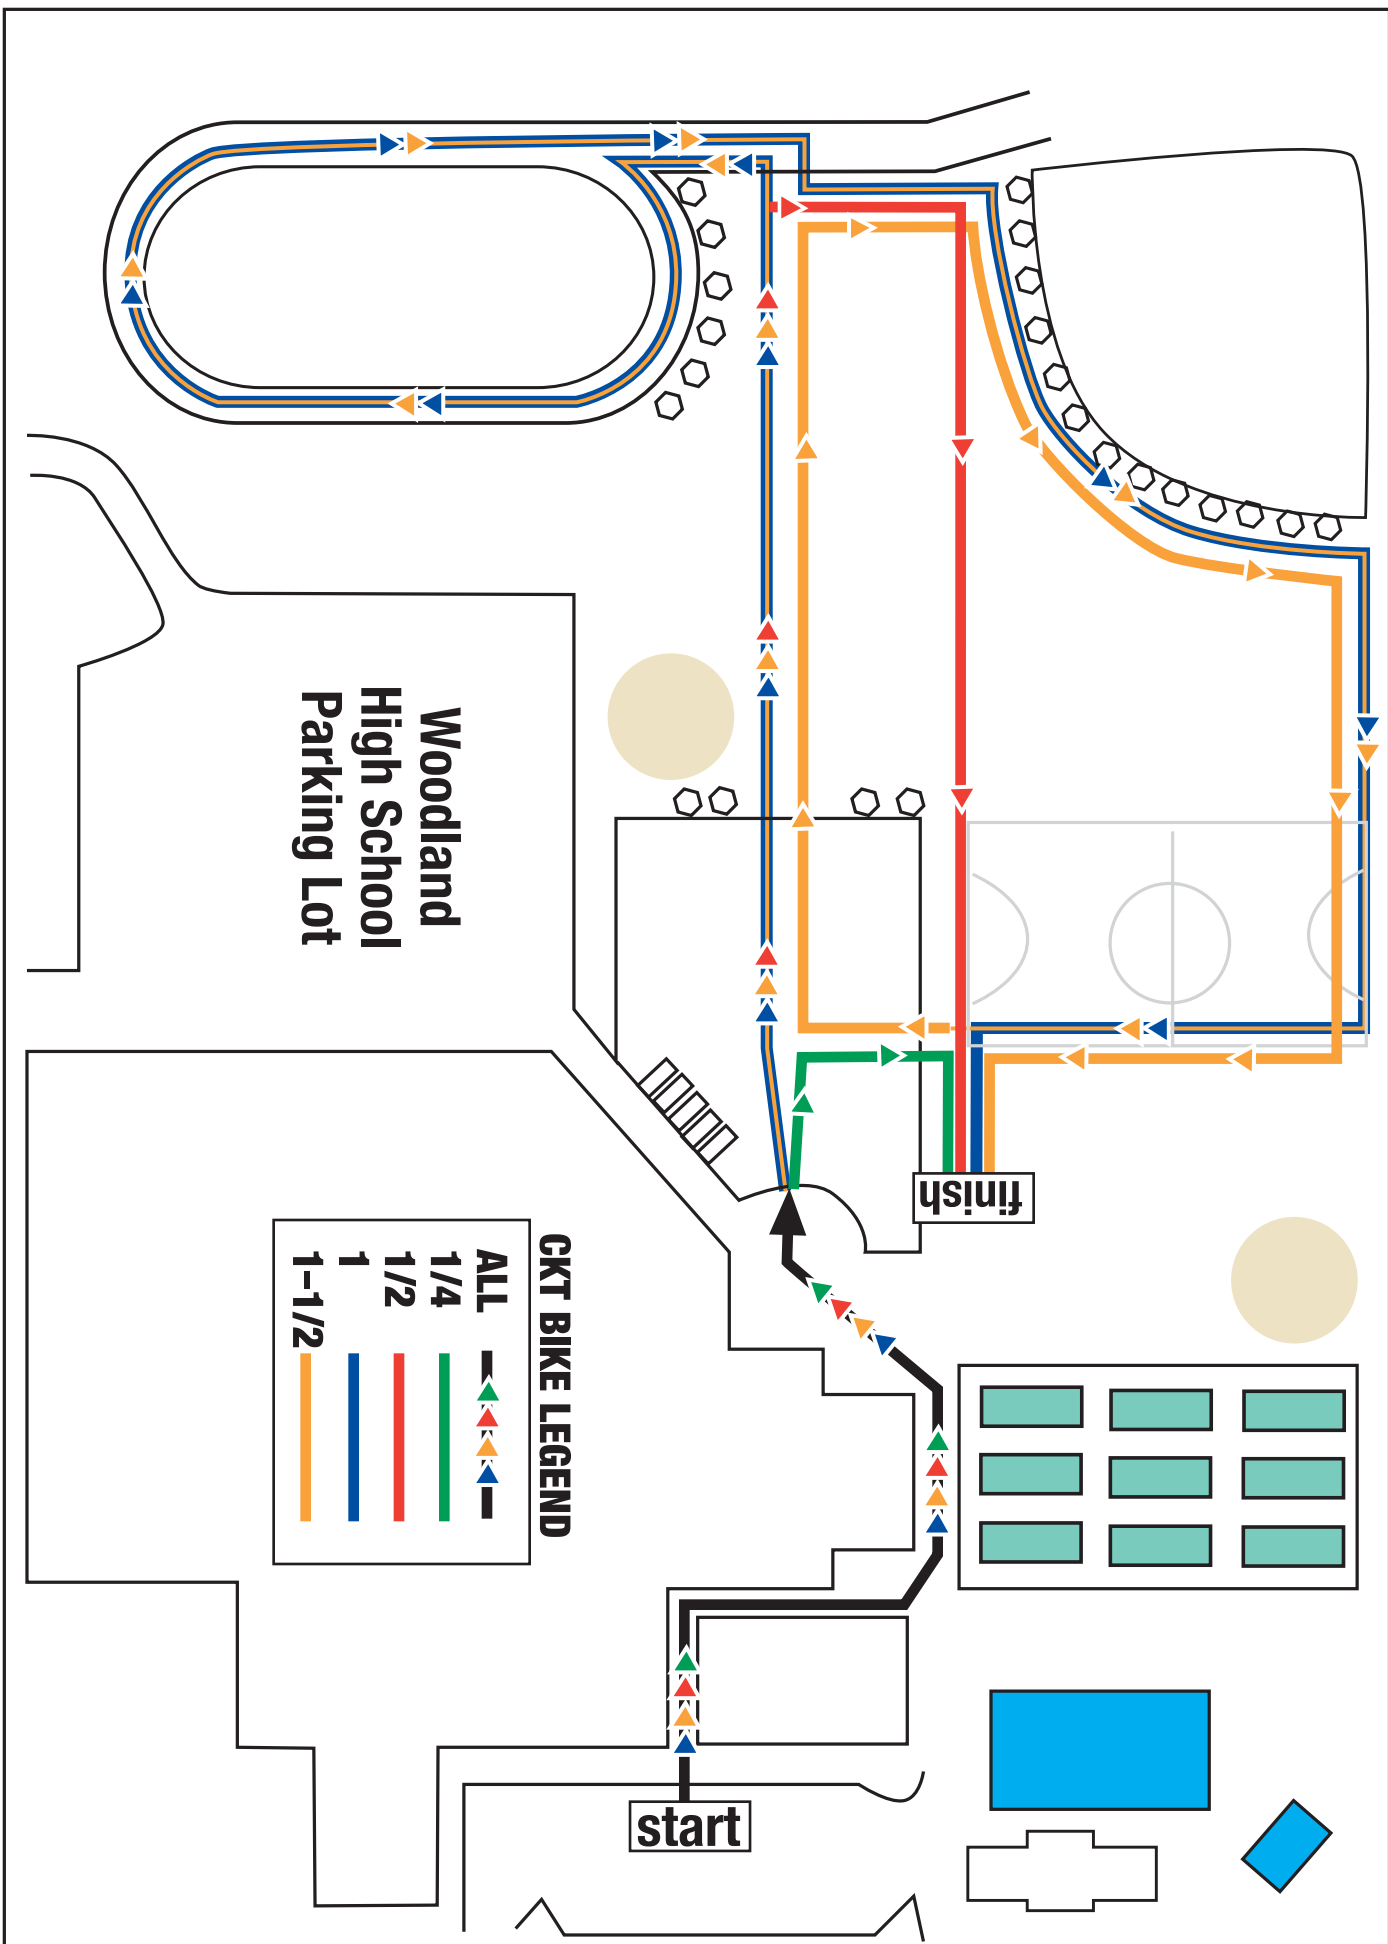 Woodland
High School
Parking Lot
finish
CKT BIKE LEGEND
ALL
1/4
1/2
1
1-1/2
start